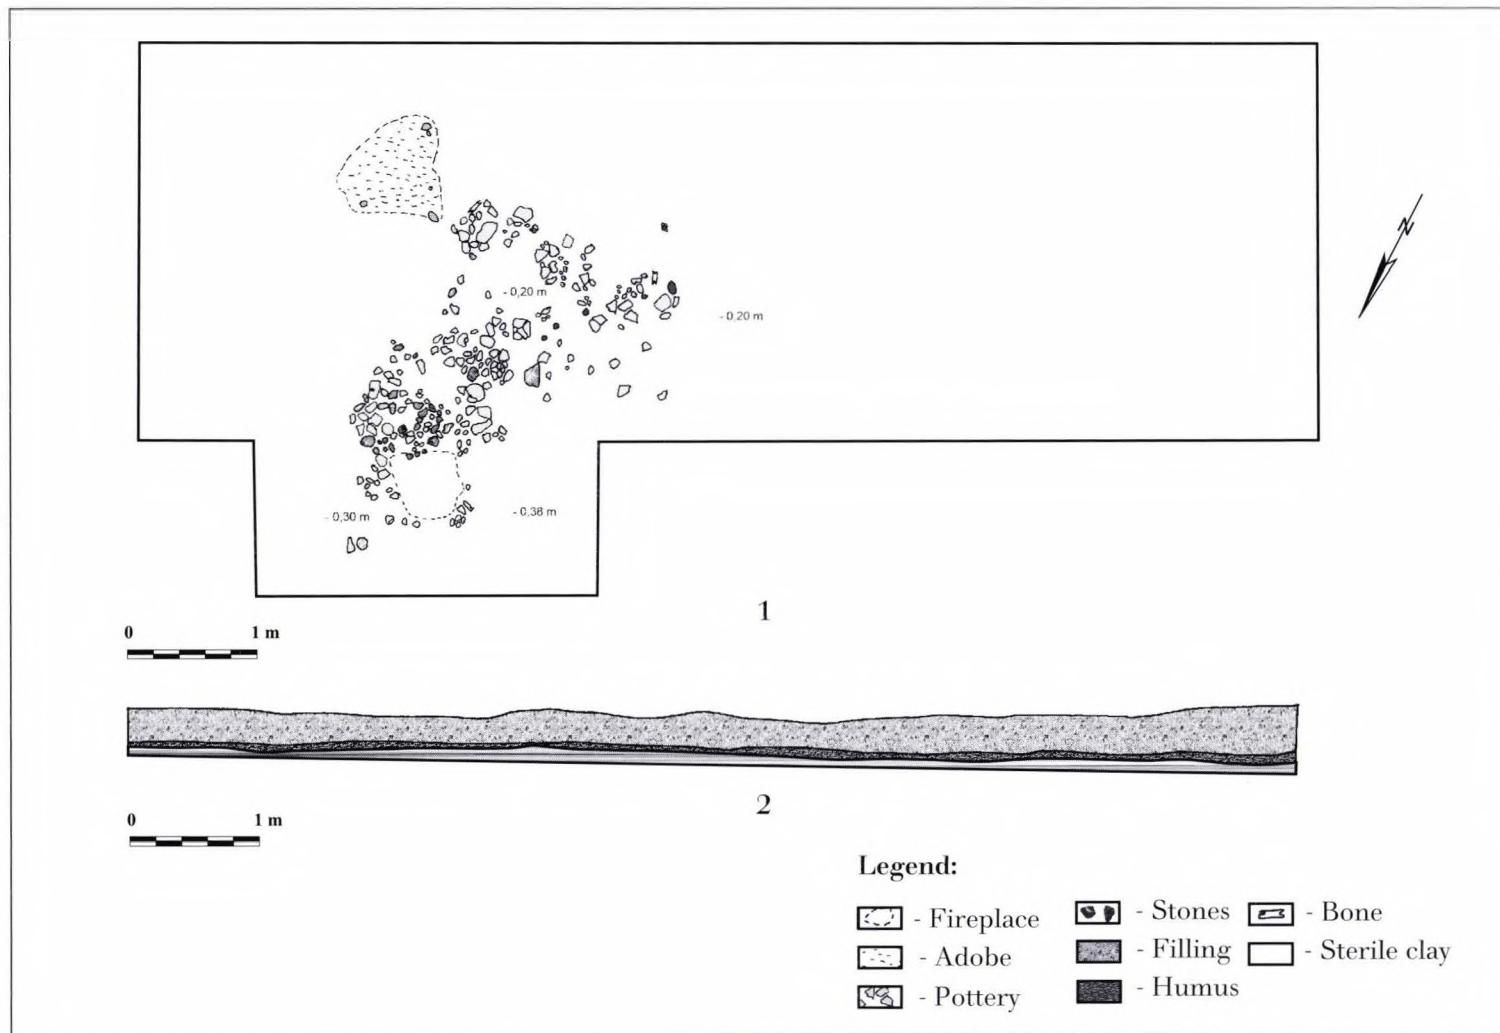 N
- 0,20 m
- 0,20 m
- 0,30 m
- 0,38 m
1
0 1 m
2
0 1 m
Legend:
- Fireplace
- Adobe
- Pottery
- Stones
- Filling
- Humus
- Bone
- Sterile clay